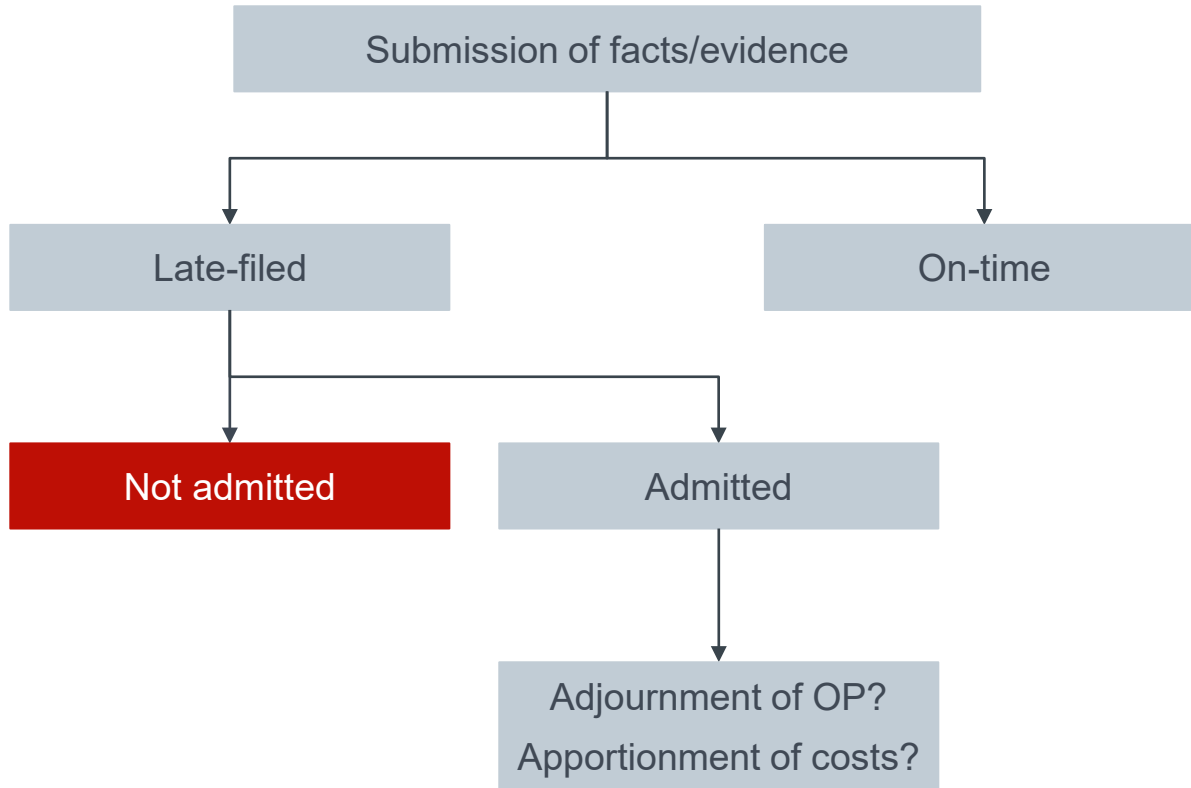 Submission of facts/evidence
Late-filed
On-time
Not admitted
Admitted
Adjournment of OP?
Apportionment of costs?